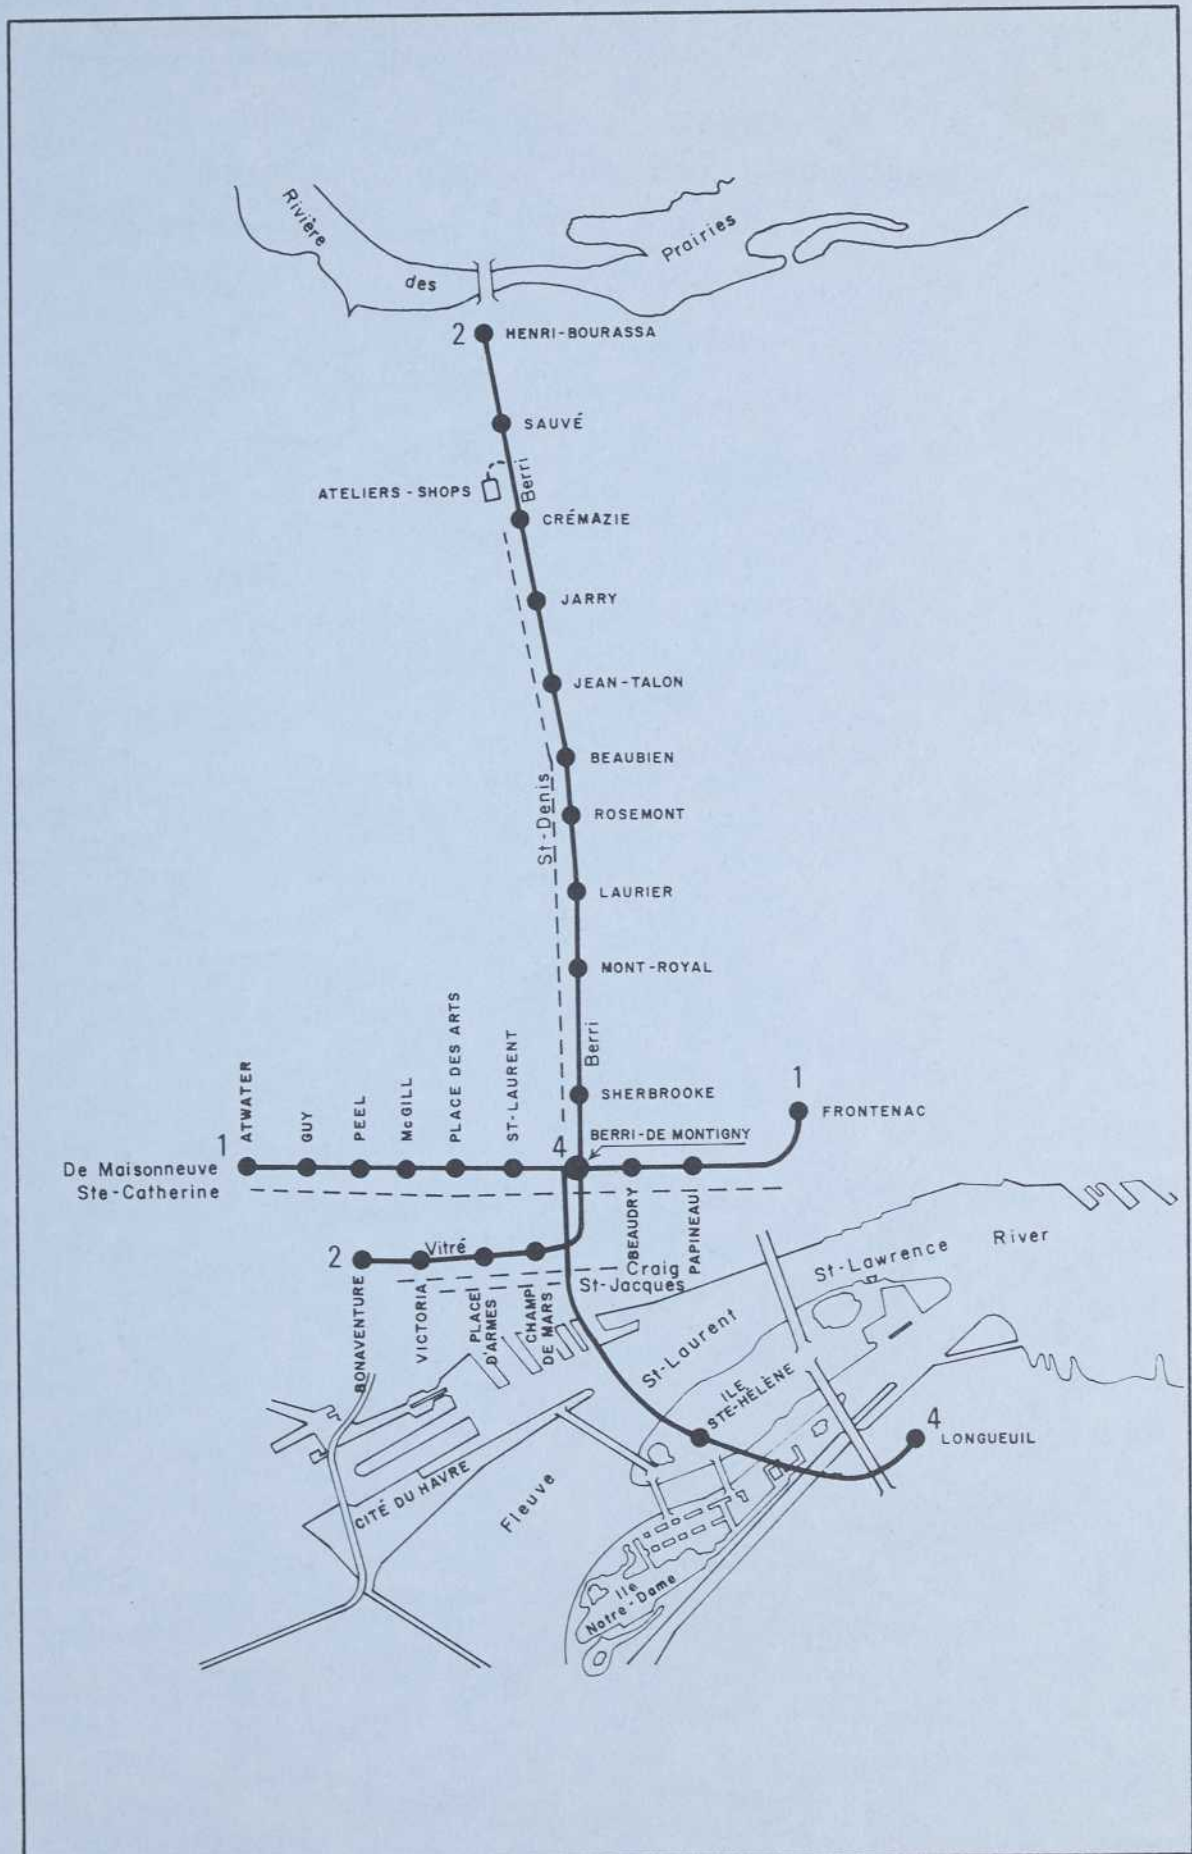 Rivière
des
Prairies
2 HENRI-BOURASSA
SAUVÉ
Berri
ATELIERS-SHOPS
CRÉMAZIE
JARRY
JEAN-TALON
BEAUBIEN
St-Denis
ROSEMONT
LAURIER
MONT-ROYAL
Berri
SHERBROOKE
1
FRONTENAC
1
ATWATER
GUY
PEEL
McGILL
PLACE DES ARTS
ST-LAURENT
4
BERRI-DE MONTIGNY
De Maisonneuve
Ste-Catherine
BEAUDRY
PAPINEAU
2
Vitré
Craig
St-Jacques
BONAVENTURE
VICTORIA
PLACE
D'ARMES
CHAMP
DE MARS
St-Lawrence River
St-Laurent
Fleuve
ILE
STE-HÉLÈNE
4
LONGUEUIL
CITÉ DU HAVRE
Ile
Notre-Dame